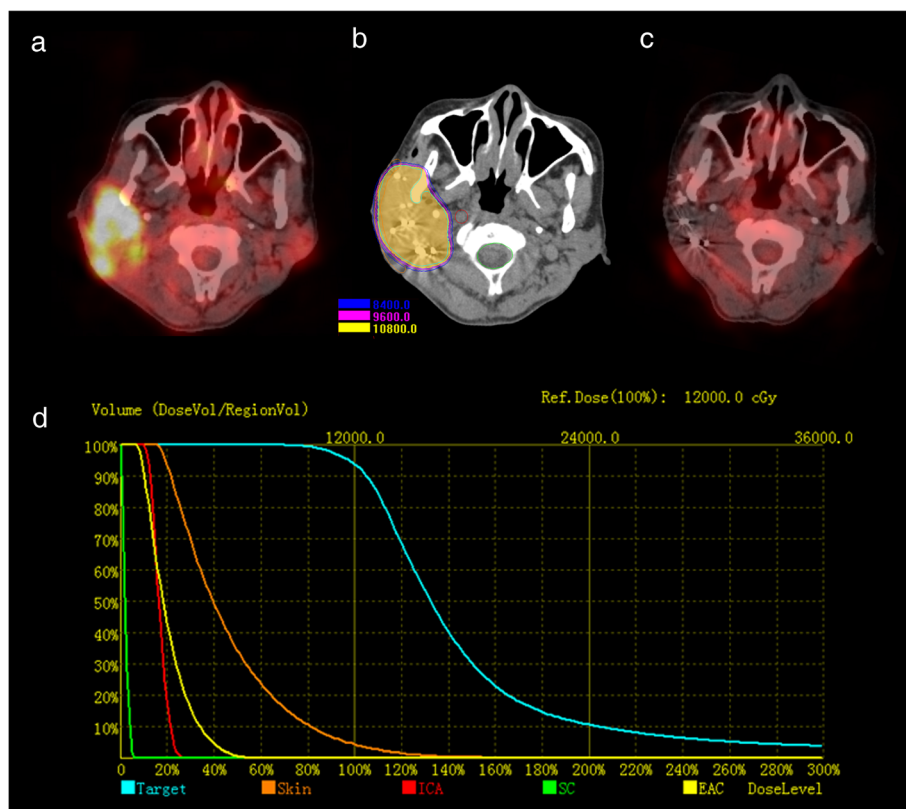 a
b
c
8400.0
9600.0
10800.0
d
Volume (DoseVol/RegionVol)
Ref.Dose(100%): 12000.0 cGy
12000.0 24000.0 36000.0
100%
90%
80%
70%
60%
50%
40%
30%
20%
10%
0 20% 40% 60% 80% 100% 120% 140% 160% 180% 200% 220% 240% 260% 280% 300%
Target Skin ICA SC EAC DoseLevel